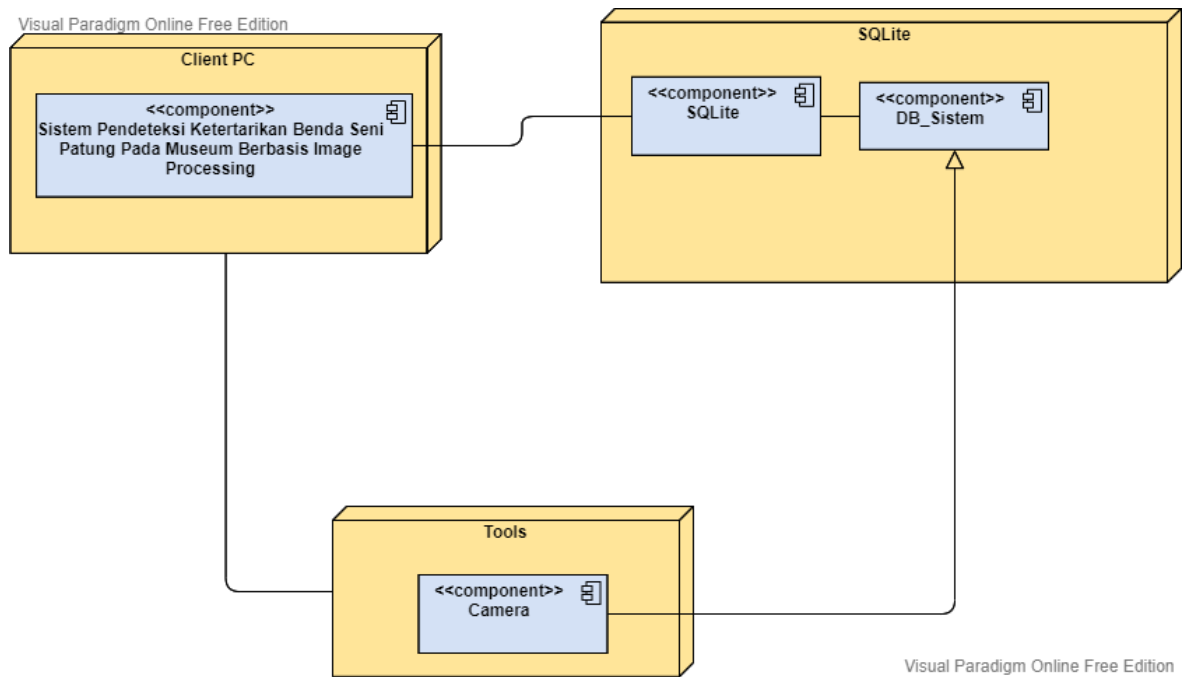 Visual Paradigm Online Free Edition
Client PC
<<component>>
Sistem Pendeteksi Ketertarikan Benda Seni
Patung Pada Museum Berbasis Image
Processing
SQLite
<<component>>
SQLite
<<component>>
DB_Sistem
Tools
<<component>>
Camera
Visual Paradigm Online Free Edition